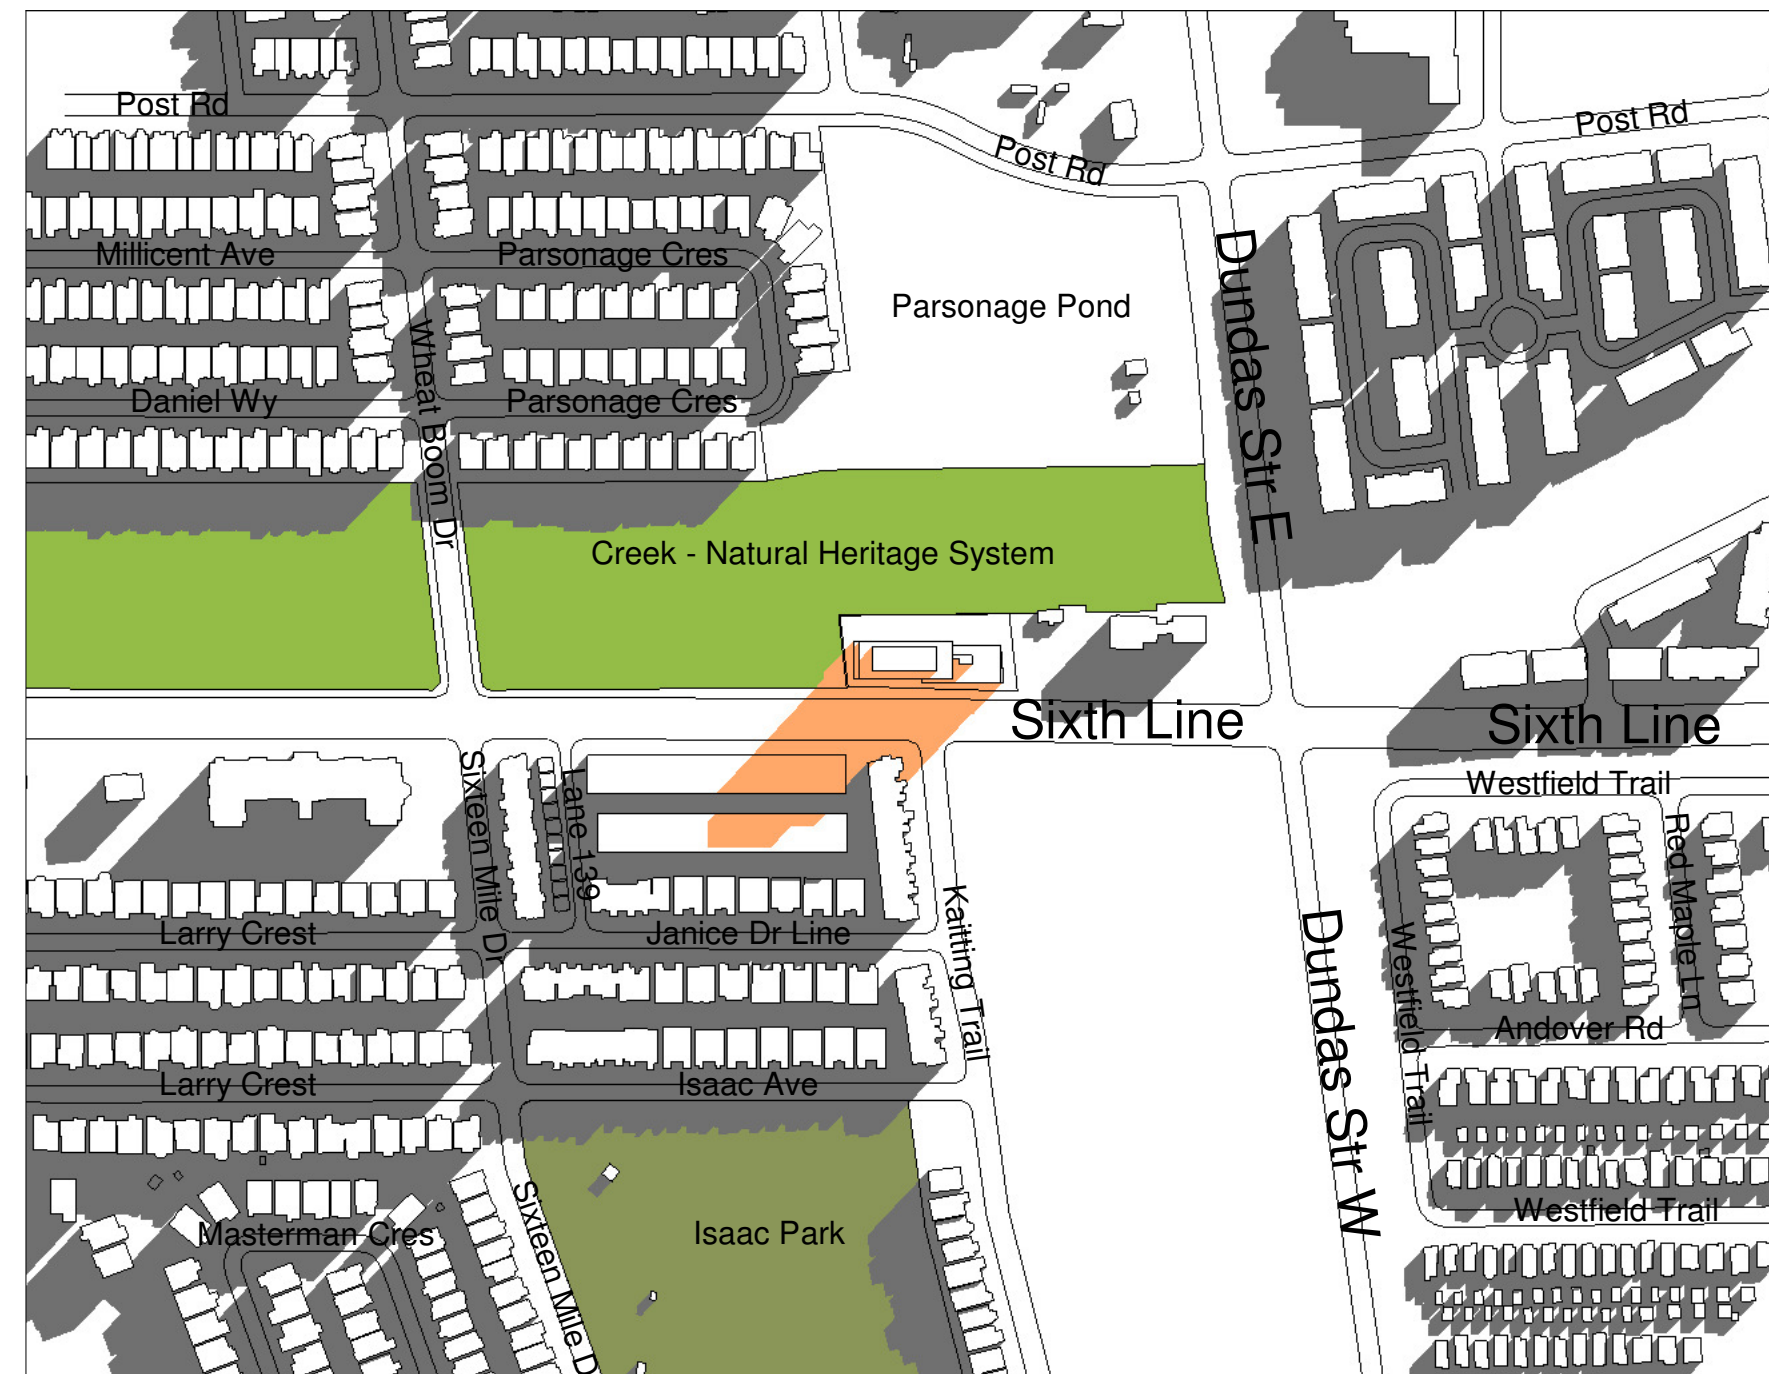 Post Rd
Post Rd
Post Rd
Millicent Ave
Parsonage Cres
Dundas Str E
Parsonage Pond
Wheat Boom Dr
Daniel Wy
Parsonage Cres
Creek - Natural Heritage System
Sixth Line
Sixth Line
Sixteen Mile Dr
Lane 139
Westfield Trail
Red Maple Ln
Kaitting Trail
Larry Crest
Janice Dr Line
Dundas Str W
Westfield Trail
Andover Rd
Larry Crest
Isaac Ave
Sixteen Mile D
Masterman Cres
Isaac Park
Westfield Trail